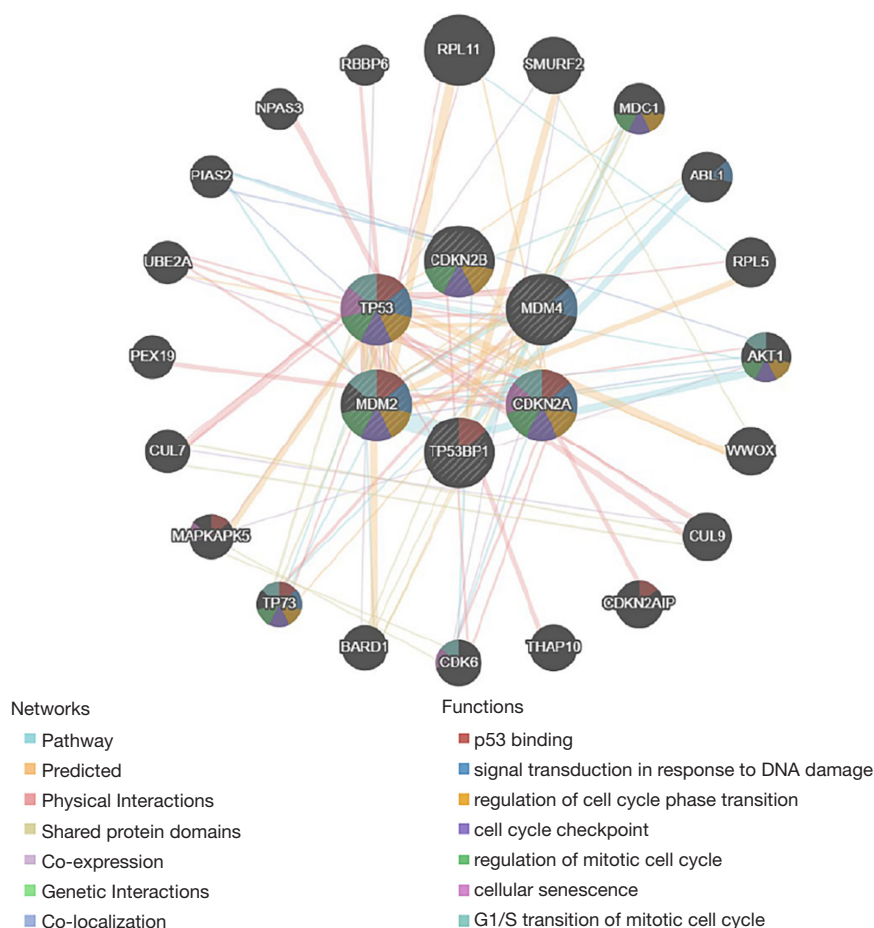 RPL11
RBBP6
SMURF2
NPAS3
MDC1
PIAS2
ABL1
UBE2A
CDKN2B
RPL5
TP53
MDM4
PEX19
AKT1
MDM2
CDKN2A
CUL7
TP53BP1
WWOX
MAPKAPK5
CUL9
TP73
CDKN2AIP
BARD1
CDK6
THAP10
Networks
Pathway
Predicted
Physical Interactions
Shared protein domains
Co-expression
Genetic Interactions
Co-localization
Functions
p53 binding
signal transduction in response to DNA damage
regulation of cell cycle phase transition
cell cycle checkpoint
regulation of mitotic cell cycle
cellular senescence
G1/S transition of mitotic cell cycle